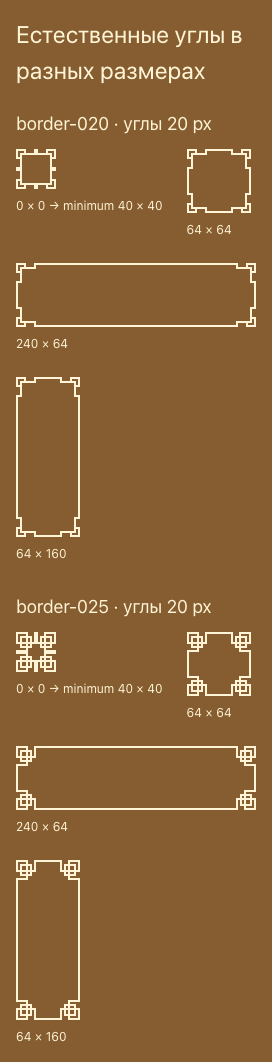 Естественные углы в
разных размерах
border-020 · углы 20 px
0 × 0 → minimum 40 × 40
64 × 64
240 × 64
64 × 160
border-025 · углы 20 px
0 × 0 → minimum 40 × 40
64 × 64
240 × 64
64 × 160